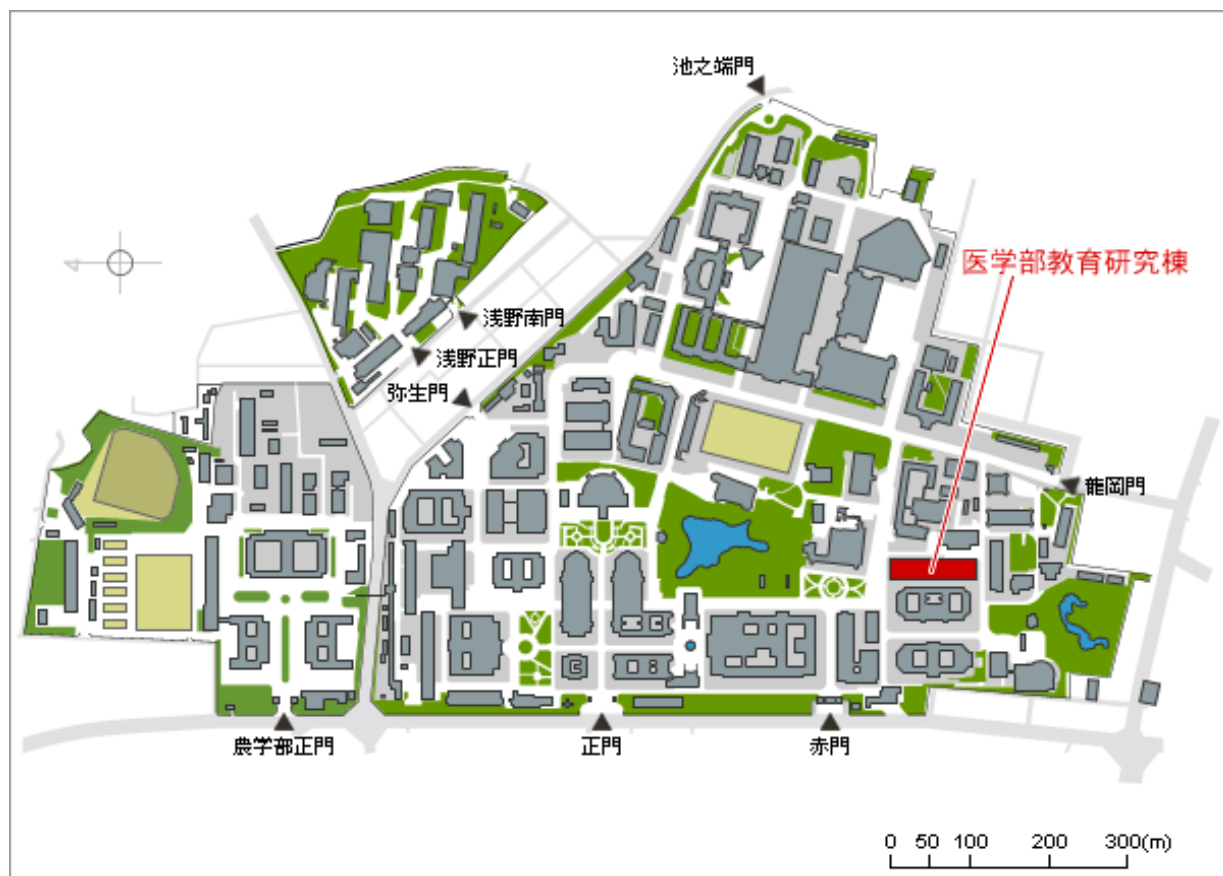 池之端門
医学部教育研究棟
浅野南門
浅野正門
弥生門
龍岡門
農学部正門
正門
赤門
0 50 100 200 300(m)